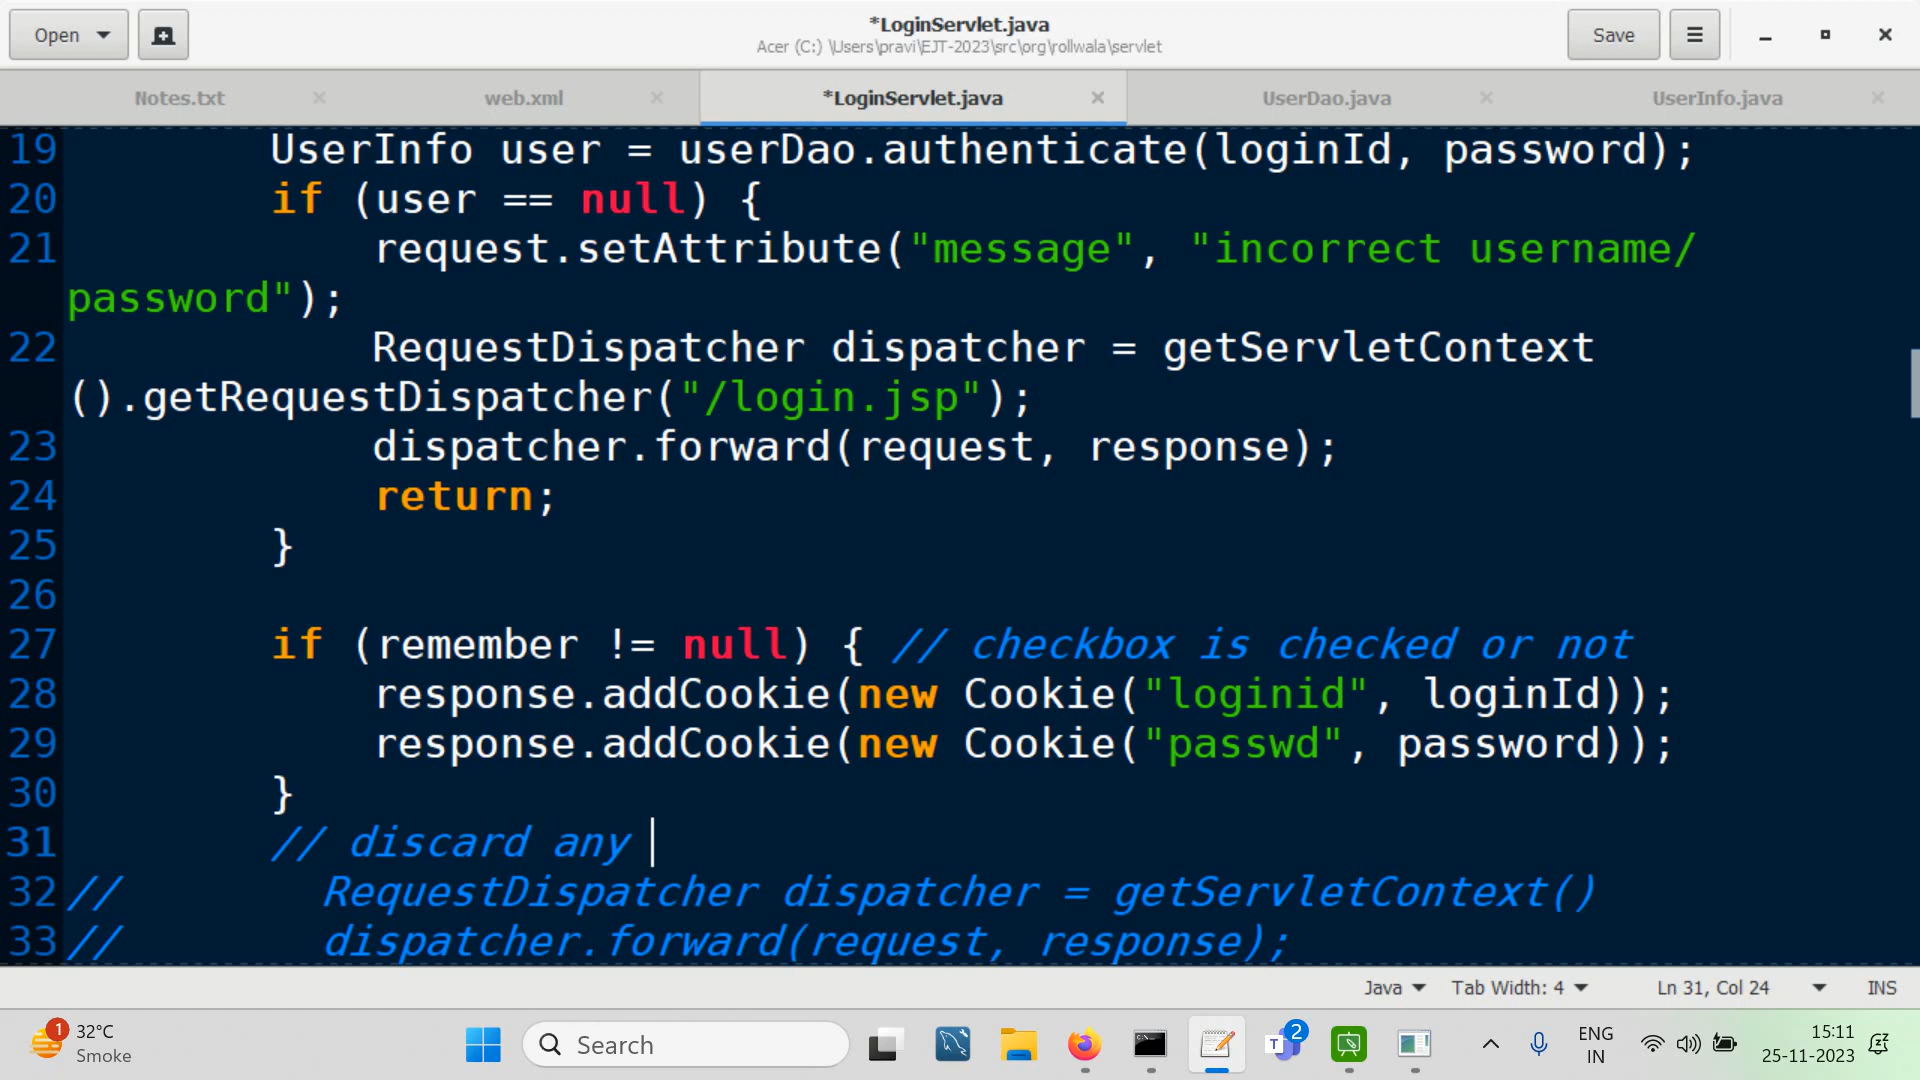 Open
*LoginServlet.java
Acer (C:) \Users\pravi\EJT-2023\src\org\rollwala\servlet
Save
Notes.txt
web.xml
*LoginServlet.java
UserDao.java
UserInfo.java
19 UserInfo user = userDao.authenticate(loginId, password);
20 if (user == null) {
21 request.setAttribute("message", "incorrect username/
password");
22 RequestDispatcher dispatcher = getServletContext
().getRequestDispatcher("/login.jsp");
23 dispatcher.forward(request, response);
24 return;
25 }
26
27 if (remember != null) { // checkbox is checked or not
28 response.addCookie(new Cookie("loginid", loginId));
29 response.addCookie(new Cookie("passwd", password));
30 }
31 // discard any
32 // RequestDispatcher dispatcher = getServletContext()
33 // dispatcher.forward(request, response);
Java
Tab Width: 4
Ln 31, Col 24
INS
1
32°C
Smoke
Search
2
ENG
IN
15:11
25-11-2023